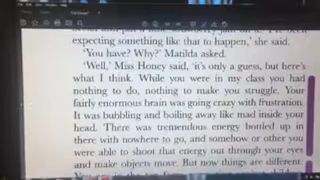 expecting something like that to happen,' she said.
'You have? Why?' Matilda asked.
'Well,' Miss Honey said, 'it's only a guess, but here's
what I think. While you were in my class you had
nothing to do, nothing to make you struggle. Your
fairly enormous brain was going crazy with frustration.
It was bubbling and boiling away like mad inside your
head. There was tremendous energy bottled up in
there with nowhere to go, and somehow or other you
were able to shoot that energy out through your eyes
and make objects move. But now things are different.